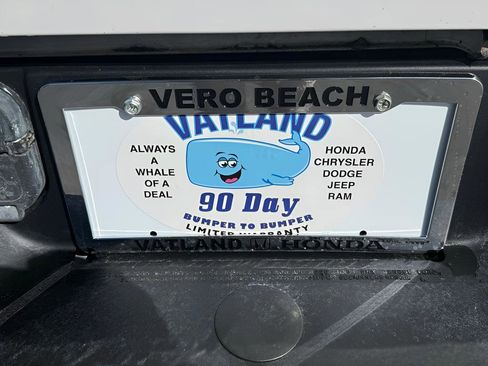 VERO BEACH
VATLAND
ALWAYS
A
WHALE
OF A
DEAL
HONDA
CHRYSLER
DODGE
JEEP
RAM
90 Day
BUMPER TO BUMPER
LIMITED WARRANTY
VATLAND HONDA